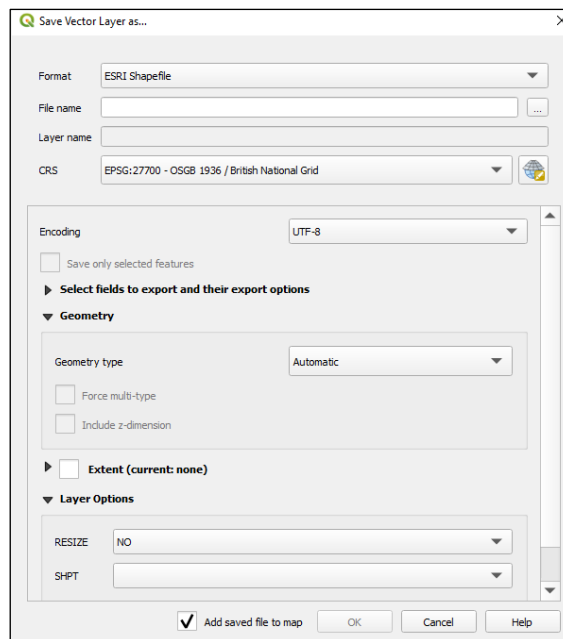 Save Vector Layer as...
Format ESRI Shapefile
File name ...
Layer name
CRS EPSG:27700 - OSGB 1936 / British National Grid
Encoding UTF-8
Save only selected features
Select fields to export and their export options
Geometry
Geometry type Automatic
Force multi-type
Include z-dimension
Extent (current: none)
Layer Options
RESIZE NO
SHPT
Add saved file to map OK Cancel Help